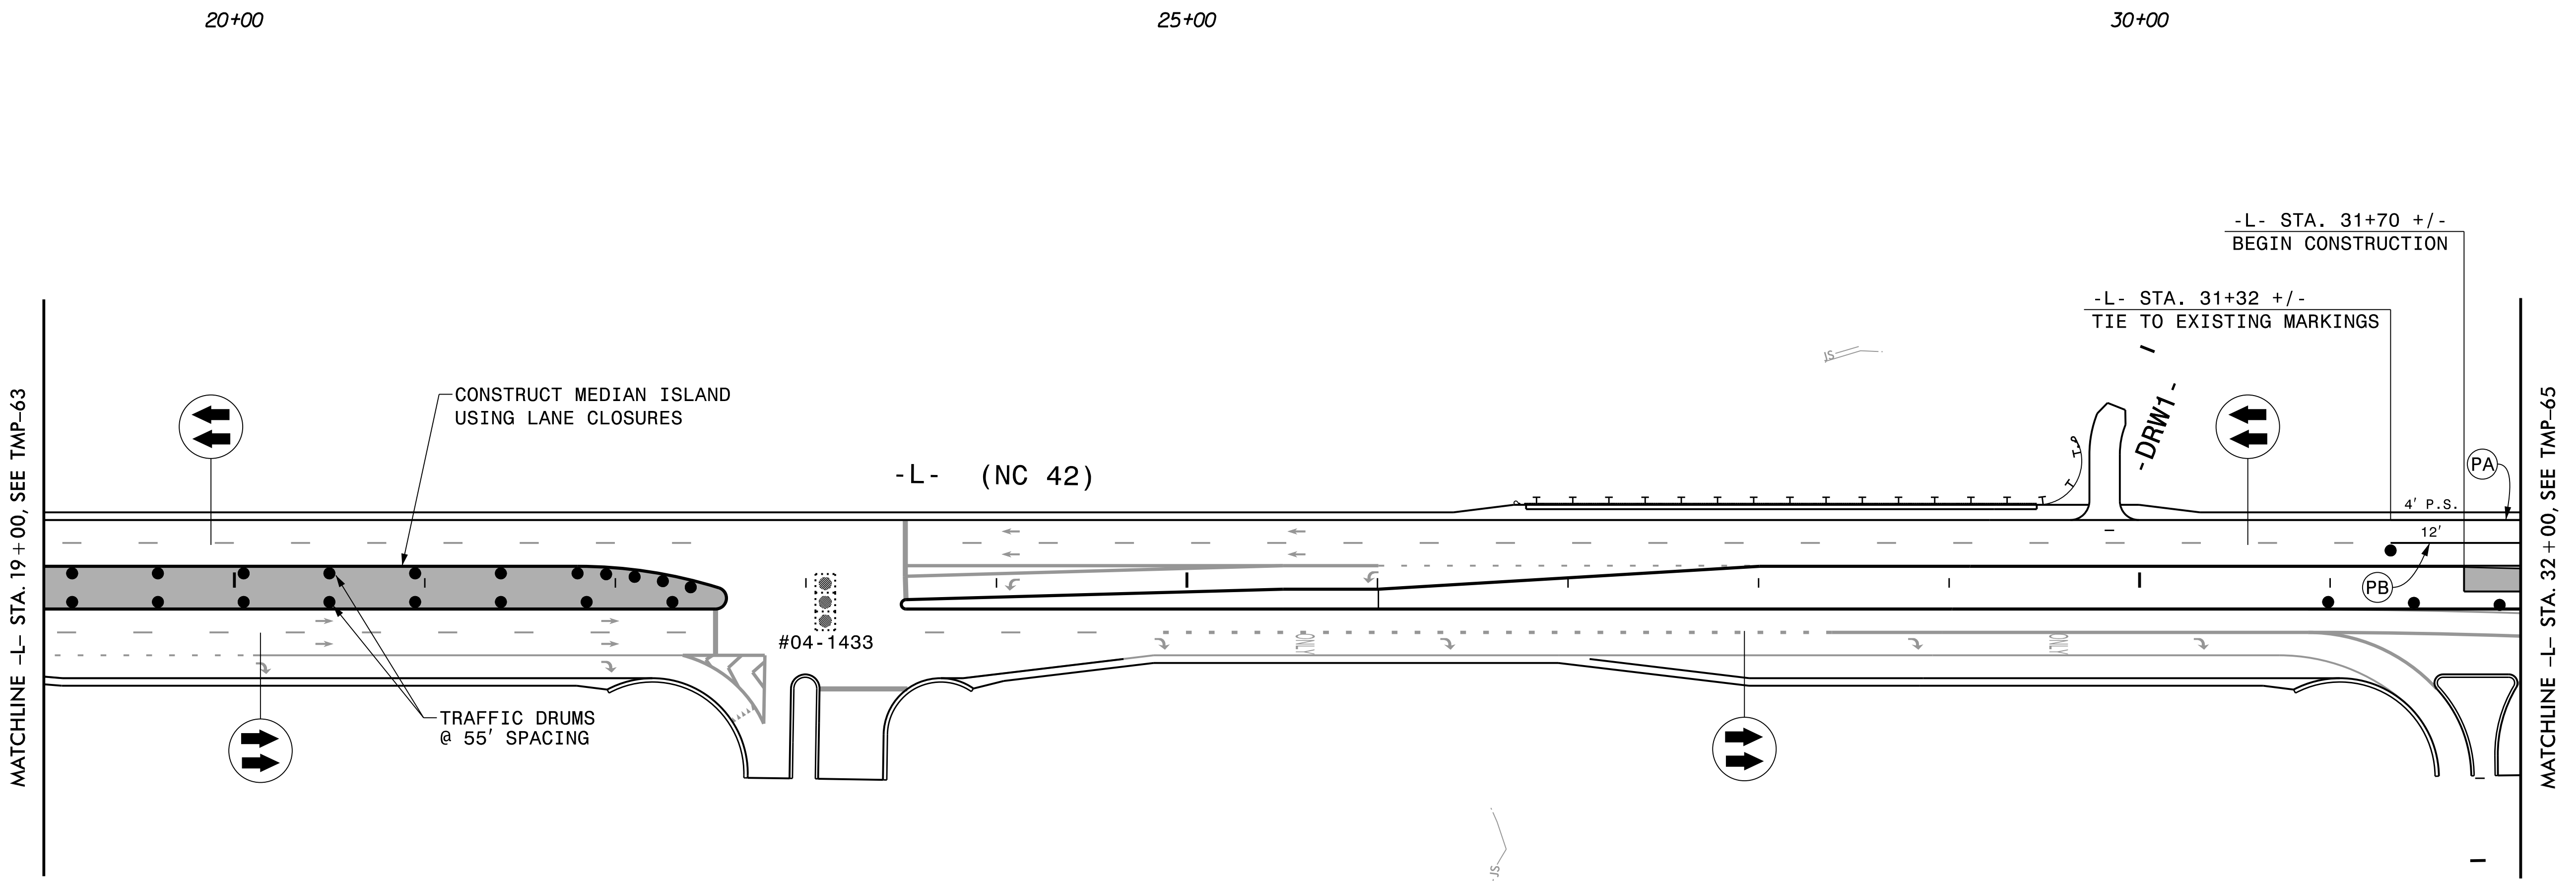 20+00
25+00
30+00
-L- STA. 31+70 +/-
BEGIN CONSTRUCTION
-L- STA. 31+32 +/-
TIE TO EXISTING MARKINGS
JS
CONSTRUCT MEDIAN ISLAND
USING LANE CLOSURES
-DRW1-
-L- (NC 42)
PA
4' P.S.
12'
PB
#04-1433
ONLY
ONLY
TRAFFIC DRUMS
@ 55' SPACING
JS
MATCHLINE -L- STA. 19+00, SEE TMP-63
MATCHLINE -L- STA. 32+00, SEE TMP-65